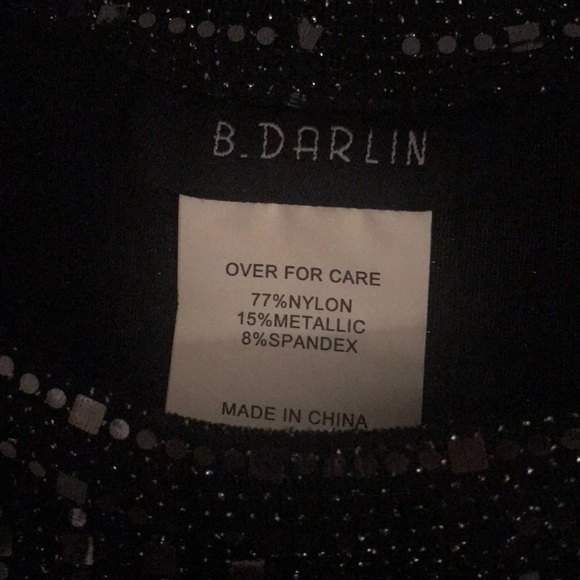 B.DARLIN
OVER FOR CARE
77%NYLON
15%METALLIC
8%SPANDEX
MADE IN CHINA